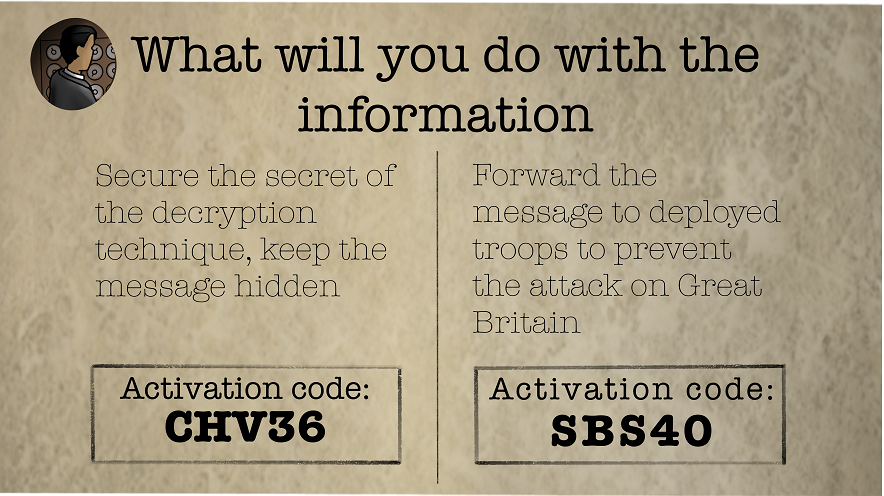 What will you do with the
information
Secure the secret of
the decryption
technique, keep the
message hidden
Activation code:
CHV36
Forward the
message to deployed
troops to prevent
the attack on Great
Britain
Activation code:
SBS40